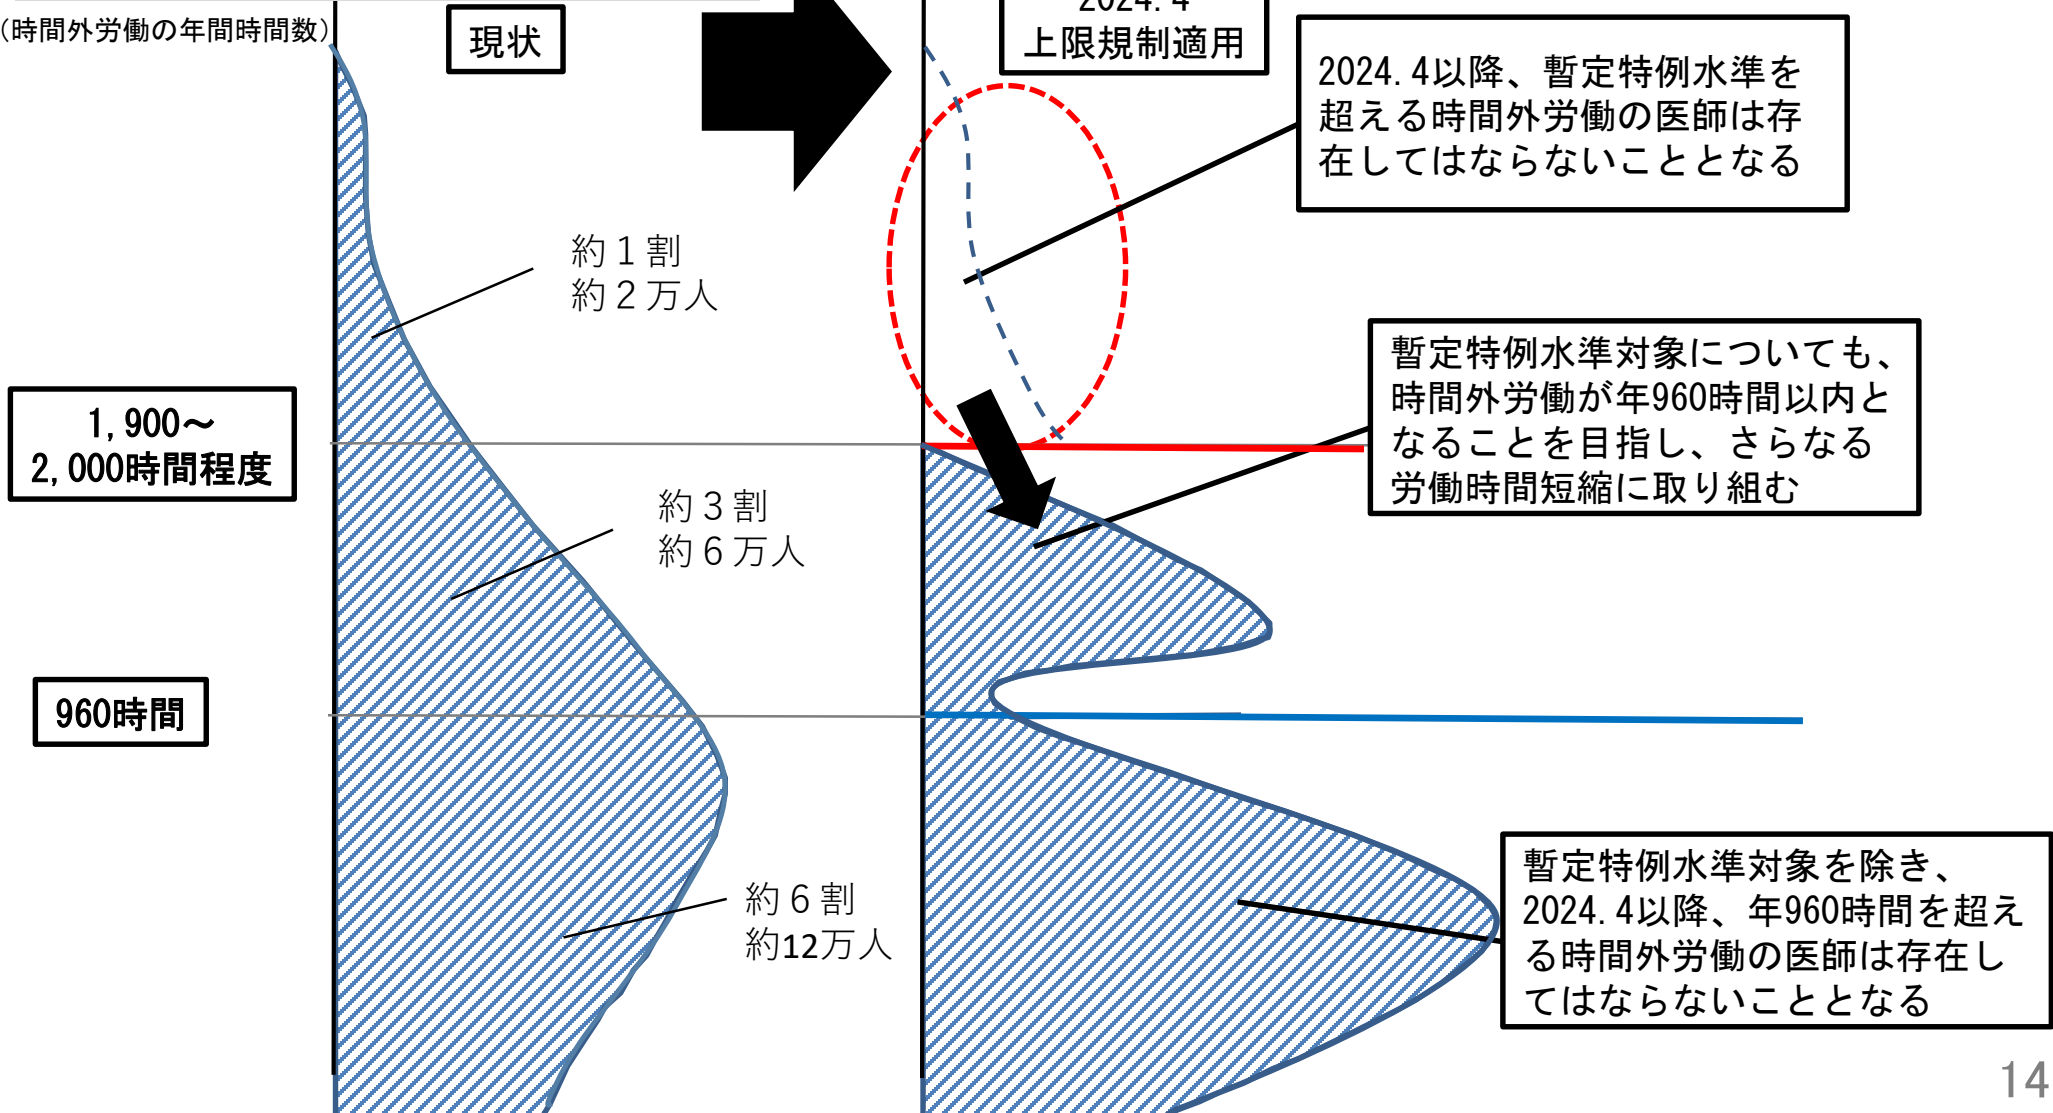 (時間外労働の年間時間数)
現状
2024.4
上限規制適用
2024.4以降、暫定特例水準を
超える時間外労働の医師は存
在してはならないこととなる
約1割
約2万人
暫定特例水準対象についても、
時間外労働が年960時間以内と
なることを目指し、さらなる
労働時間短縮に取り組む
1,900～
2,000時間程度
約3割
約6万人
960時間
約6割
約12万人
暫定特例水準対象を除き、
2024.4以降、年960時間を超え
る時間外労働の医師は存在し
てはならないこととなる
14